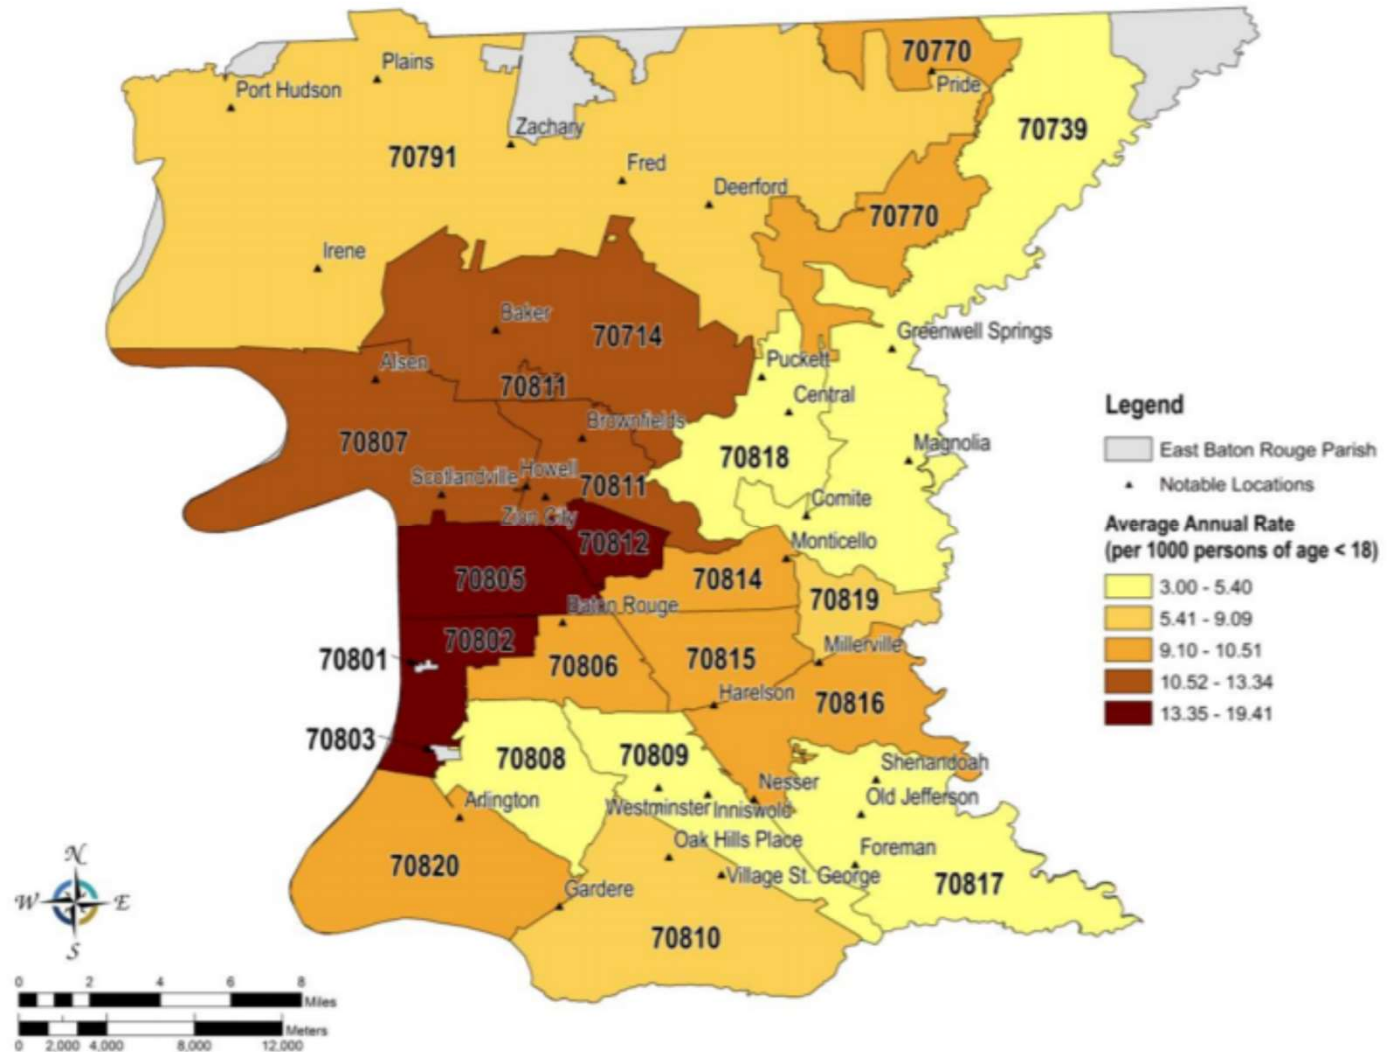 70770
Plains
Pride
Port Hudson
Zachary
70739
70791
Fred
Deerford
70770
Irene
Baker
70714
Greenwell Springs
Alsen
Puckett
70811
Central
Brownfields
70807
Magnolia
70818
Scotlandville
Howell
70811
Comite
Zion City
70812
Monticello
70805
70814
70819
Baton Rouge
70802
Millerville
70801
70806
70815
Harelson
70816
70803
70808
70809
Shenandoah
Nesser
Old Jefferson
Arlington
Westminster
Inniswold
Oak Hills Place
Foreman
70820
Village St. George
70817
Gardere
70810
Legend
East Baton Rouge Parish
Notable Locations
Average Annual Rate
(per 1000 persons of age < 18)
3.00 - 5.40
5.41 - 9.09
9.10 - 10.51
10.52 - 13.34
13.35 - 19.41
N
W E
S
0 2 4 6 8
Miles
Meters
0 2,000 4,000 8,000 12,000